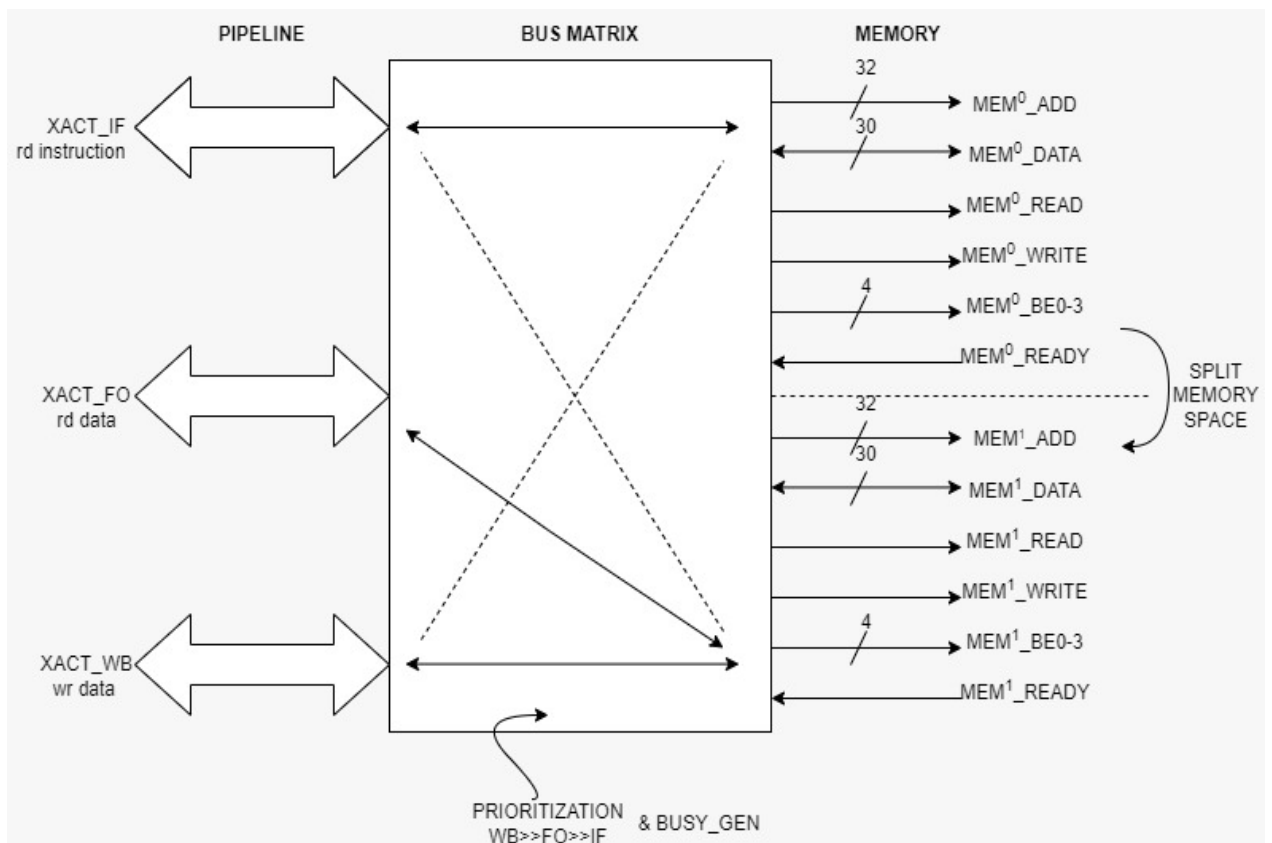 PIPELINE
BUS MATRIX
MEMORY
XACT_IF
rd instruction
XACT_FO
rd data
XACT_WB
wr data
32
MEM⁰_ADD
30
MEM⁰_DATA
MEM⁰_READ
MEM⁰_WRITE
4
MEM⁰_BE0-3
MEM⁰_READY
SPLIT
MEMORY
SPACE
32
MEM¹_ADD
30
MEM¹_DATA
MEM¹_READ
MEM¹_WRITE
4
MEM¹_BE0-3
MEM¹_READY
PRIORITIZATION
WB>>FO>>IF
& BUSY_GEN